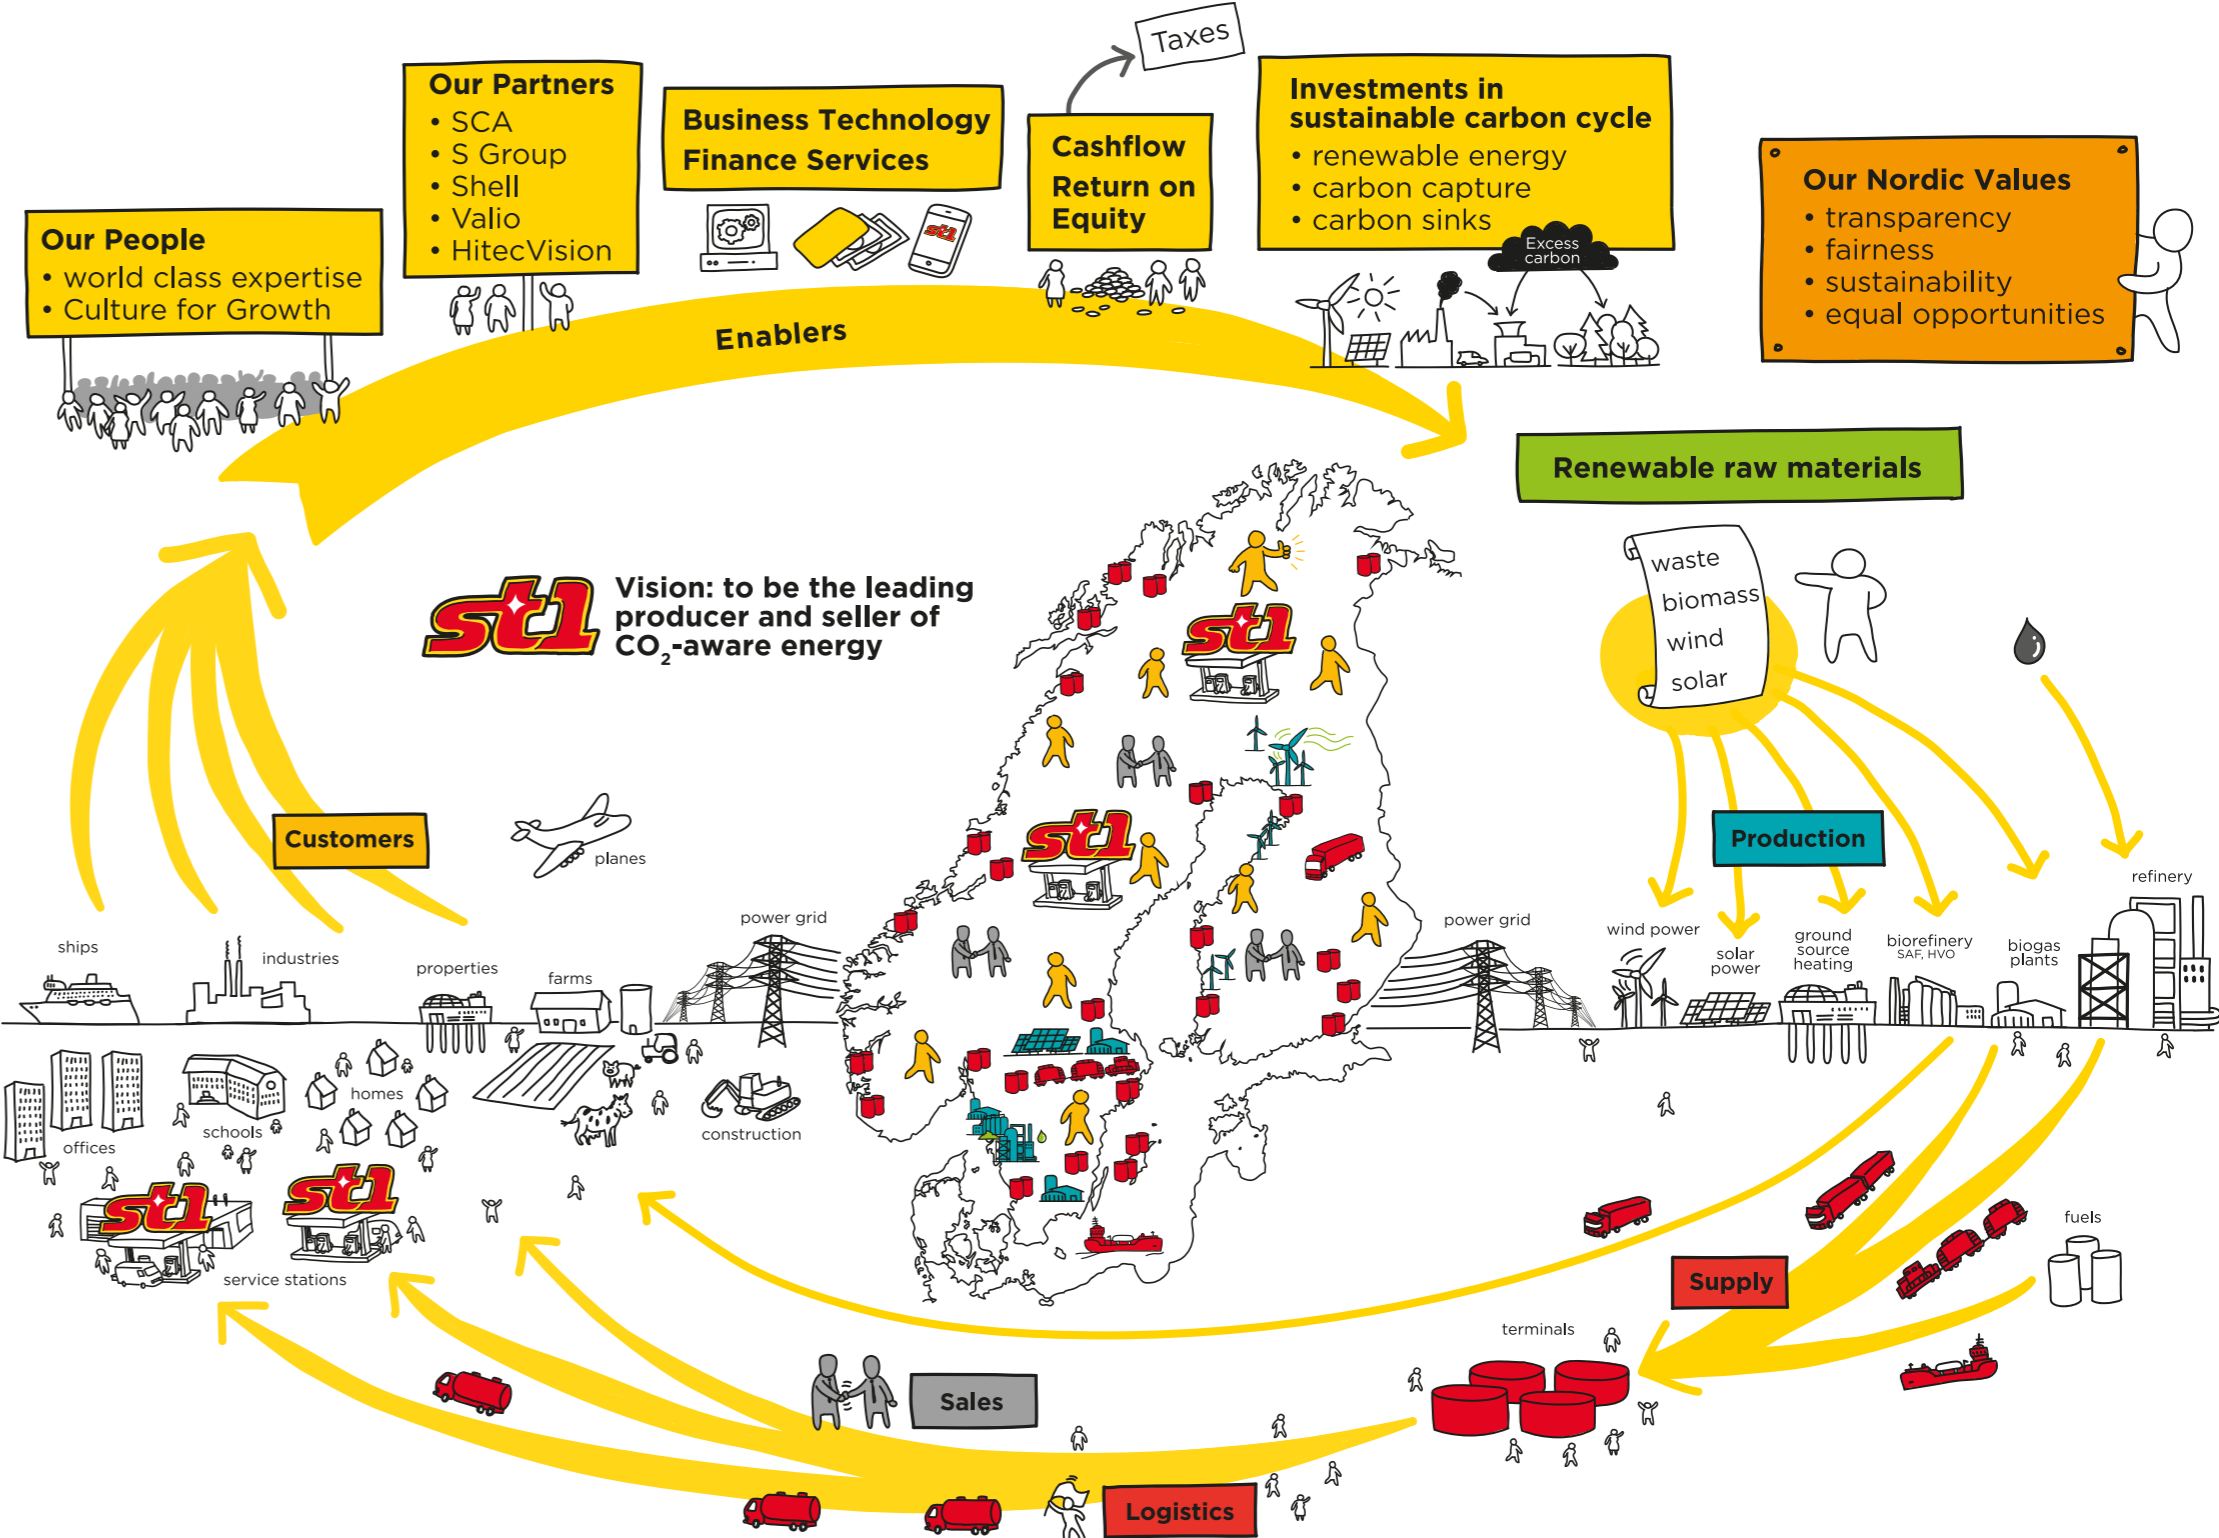 Taxes
Our Partners
• SCA
• S Group
• Shell
• Valio
• HitecVision
Business Technology
Finance Services
st1
Cashflow
Return on
Equity
Investments in
sustainable carbon cycle
• renewable energy
• carbon capture
• carbon sinks
Excess
carbon
Our Nordic Values
• transparency
• fairness
• sustainability
• equal opportunities
Our People
• world class expertise
• Culture for Growth
Enablers
Renewable raw materials
waste
biomass
wind
solar
st1
Vision: to be the leading
producer and seller of
CO₂-aware energy
st1
st1
Customers
planes
Production
ships
industries
properties
farms
power grid
power grid
wind power
solar
power
ground
source
heating
biorefinery
SAF, HVO
biogas
plants
refinery
offices
schools
homes
construction
st1
st1
service stations
Supply
fuels
terminals
Sales
Logistics